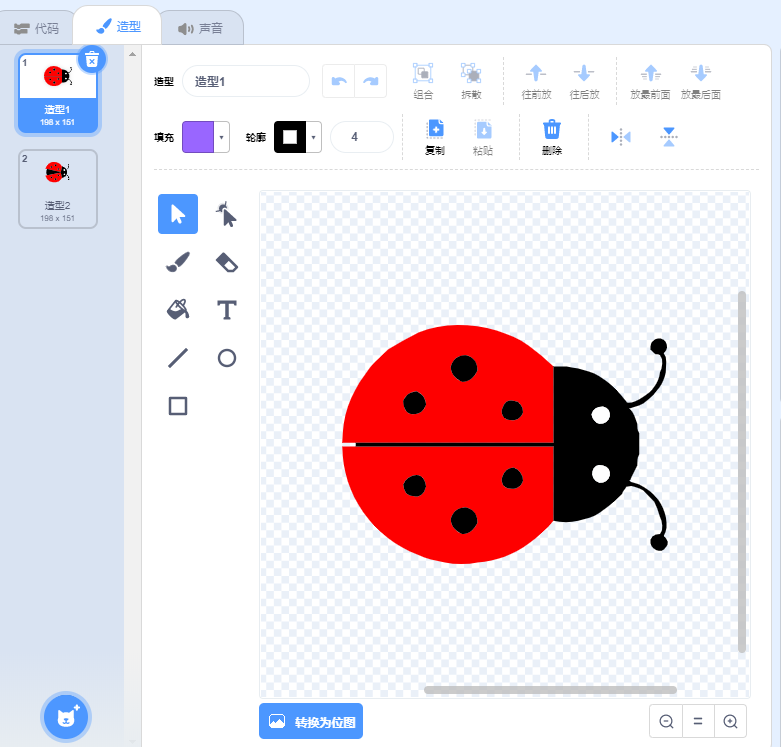 代码
造型
声音
1
造型1
198 x 151
2
造型2
198 x 151
造型
造型1
组合
拆散
往前放
往后放
放最前面
放最后面
填充
轮廓
4
复制
粘贴
删除
T
转换为位图